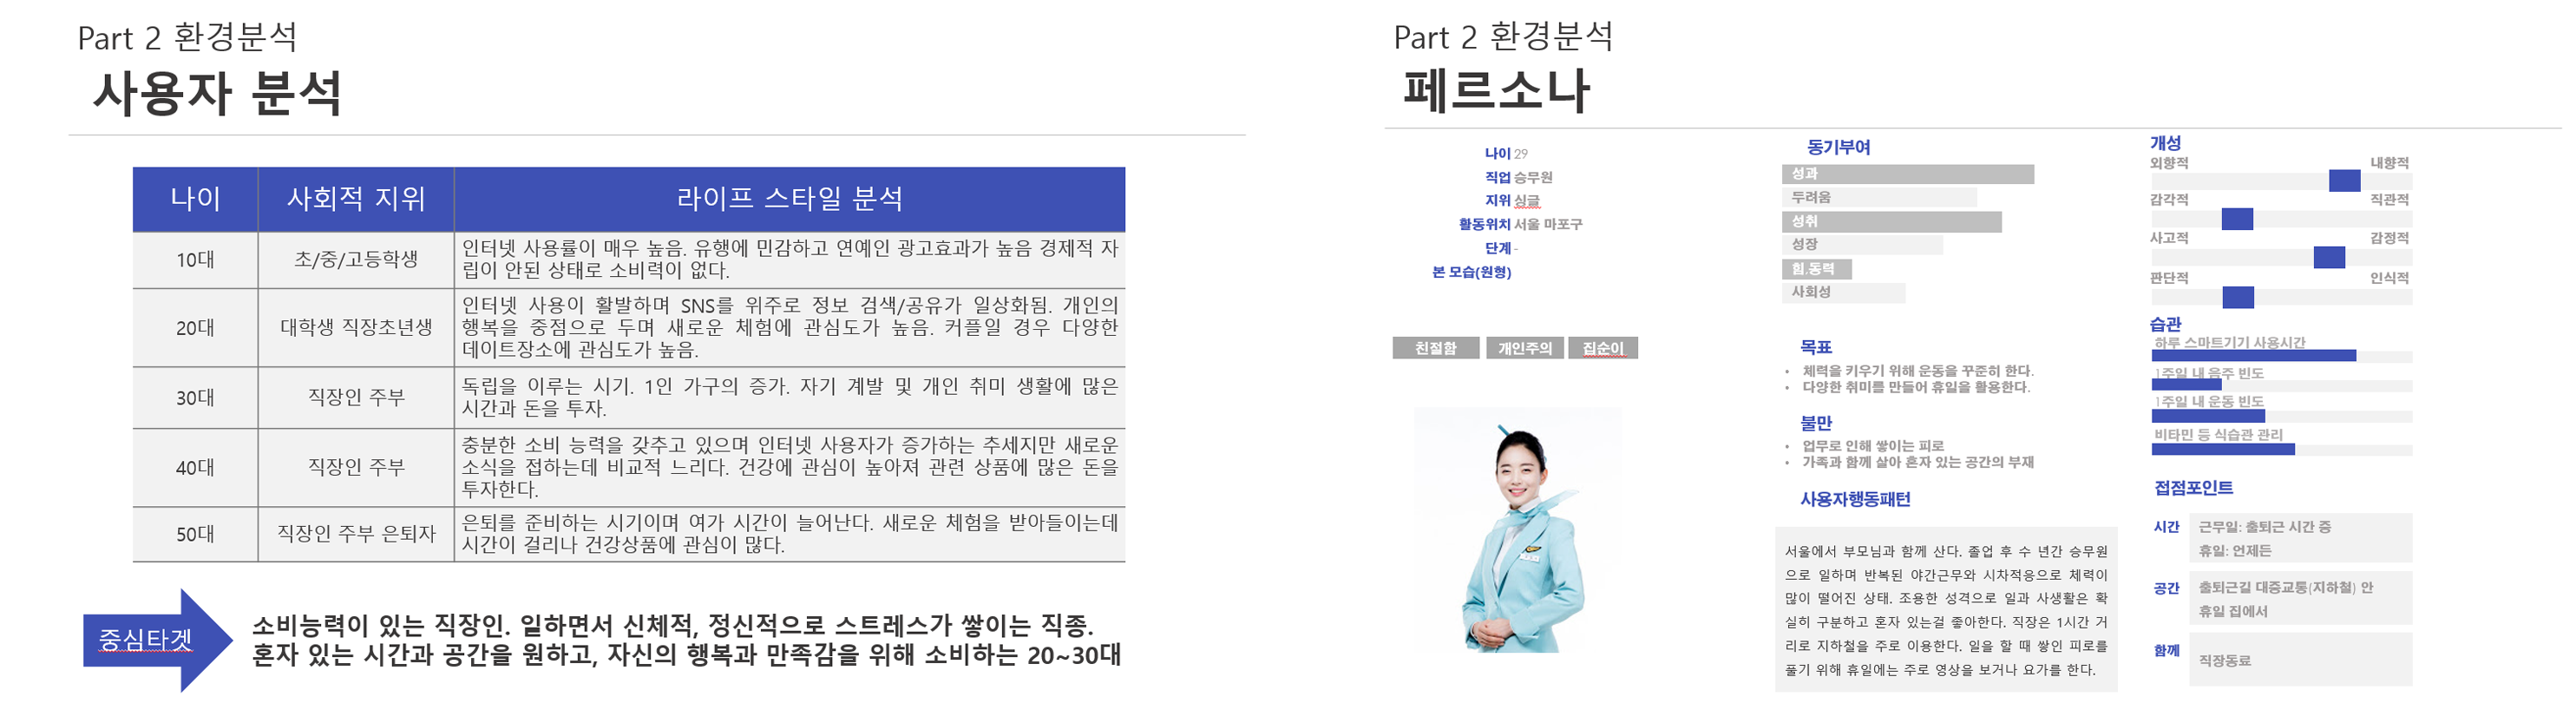 Part 2 환경분석
사용자 분석
나이 사회적 지위 라이프 스타일 분석
10대 초/중/고등학생 인터넷 사용률이 매우 높음. 유행에 민감하고 연예인 광고효과가 높음 경제적 자
립이 안된 상태로 소비력이 없다.
20대 대학생 직장초년생 인터넷 사용이 활발하며 SNS를 위주로 정보 검색/공유가 일상화됨. 개인의
행복을 중점으로 두며 새로운 체험에 관심도가 높음. 커플일 경우 다양한
데이트장소에 관심도가 높음.
30대 직장인 주부 독립을 이루는 시기. 1인 가구의 증가. 자기 계발 및 개인 취미 생활에 많은
시간과 돈을 투자.
40대 직장인 주부 충분한 소비 능력을 갖추고 있으며 인터넷 사용자가 증가하는 추세지만 새로운
소식을 접하는데 비교적 느리다. 건강에 관심이 높아져 관련 상품에 많은 돈을
투자한다.
50대 직장인 주부 은퇴자 은퇴를 준비하는 시기이며 여가 시간이 늘어난다. 새로운 체험을 받아들이는데
시간이 걸리나 건강상품에 관심이 많다.
중심타겟
소비능력이 있는 직장인. 일하면서 신체적, 정신적으로 스트레스가 쌓이는 직종.
혼자 있는 시간과 공간을 원하고, 자신의 행복과 만족감을 위해 소비하는 20~30대
Part 2 환경분석
페르소나
나이 29
직업 승무원
지위 싱글
활동위치 서울 마포구
단계 -
본 모습(원형)
친절함 개인주의 집순이
동기부여
성과
두려움
성취
성장
힘.동력
사회성
목표
• 체력을 키우기 위해 운동을 꾸준히 한다.
• 다양한 취미를 만들어 휴일을 활용한다.
불만
• 업무로 인해 쌓이는 피로
• 가족과 함께 살아 혼자 있는 공간의 부재
사용자행동패턴
서울에서 부모님과 함께 산다. 졸업 후 수 년간 승무원
으로 일하며 반복된 야간근무와 시차적응으로 체력이
많이 떨어진 상태. 조용한 성격으로 일과 사생활은 확
실히 구분하고 혼자 있는걸 좋아한다. 직장은 1시간 거
리로 지하철을 주로 이용한다. 일을 할 때 쌓인 피로를
풀기 위해 휴일에는 주로 영상을 보거나 요가를 한다.
개성
외향적 내향적
감각적 직관적
사고적 감정적
판단적 인식적
습관
하루 스마트기기 사용시간
1주일 내 음주 빈도
1주일 내 운동 빈도
비타민 등 식습관 관리
접점포인트
시간 근무일: 출퇴근 시간 중
휴일: 언제든
공간 출퇴근길 대중교통(지하철) 안
휴일 집에서
함께 직장동료